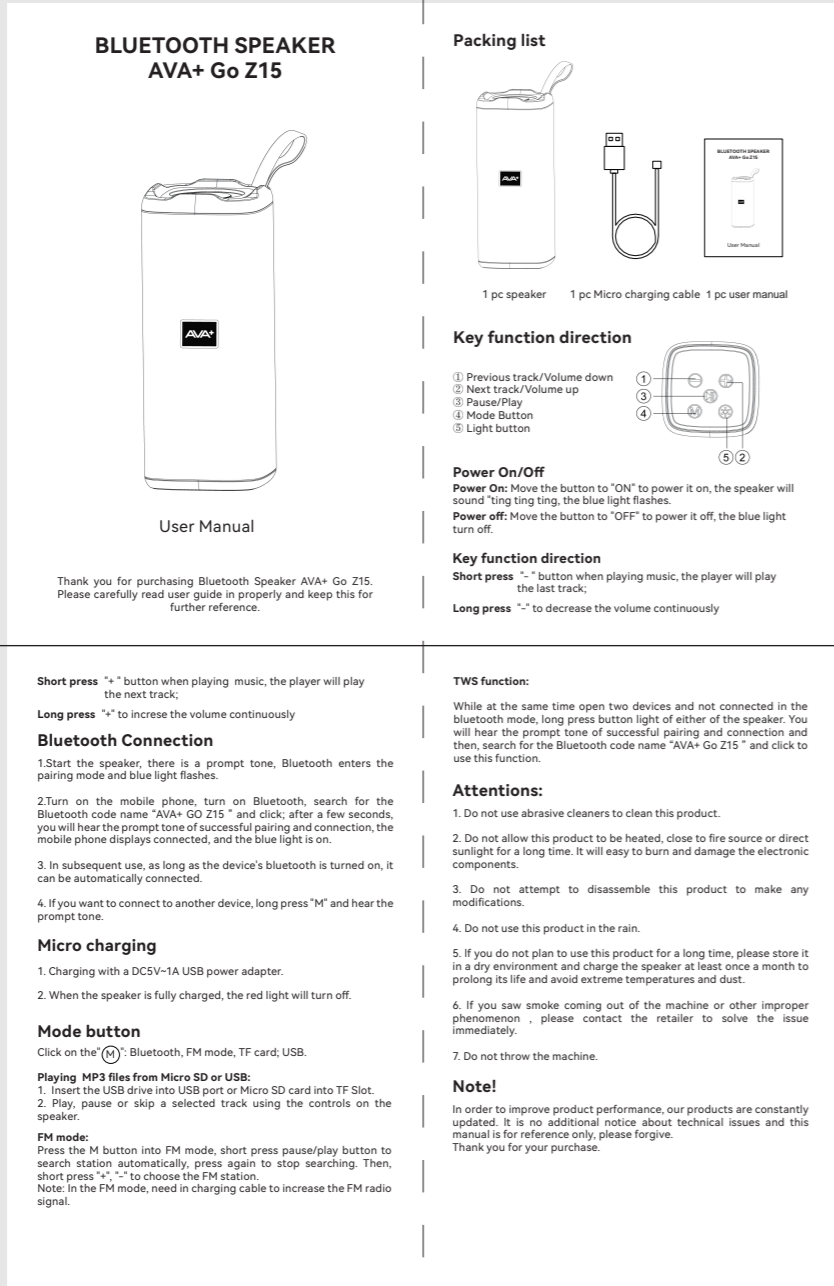 BLUETOOTH SPEAKER
AVA+ Go Z15
AVA+
User Manual
Thank you for purchasing Bluetooth Speaker AVA+ Go Z15.
Please carefully read user guide in properly and keep this for
further reference.
Packing list
AVA+
BLUETOOTH SPEAKER
AVA+ Go Z15
User Manual
1 pc speaker
1 pc Micro charging cable
1 pc user manual
Key function direction
① Previous track/Volume down
② Next track/Volume up
③ Pause/Play
④ Mode Button
⑤ Light button
①
③
④
M
⑤②
Power On/Off
Power On: Move the button to "ON" to power it on, the speaker will
sound "ting ting ting, the blue light flashes.
Power off: Move the button to "OFF" to power it off, the blue light
turn off.
Key function direction
Short press "- " button when playing music, the player will play
the last track;
Long press "-" to decrease the volume continuously
Short press "+ " button when playing music, the player will play
the next track;
Long press "+" to increse the volume continuously
Bluetooth Connection
1.Start the speaker, there is a prompt tone, Bluetooth enters the
pairing mode and blue light flashes.
2.Turn on the mobile phone, turn on Bluetooth, search for the
Bluetooth code name "AVA+ GO Z15 " and click; after a few seconds,
you will hear the prompt tone of successful pairing and connection, the
mobile phone displays connected, and the blue light is on.
3. In subsequent use, as long as the device's bluetooth is turned on, it
can be automatically connected.
4. If you want to connect to another device, long press "M" and hear the
prompt tone.
Micro charging
1. Charging with a DC5V~1A USB power adapter.
2. When the speaker is fully charged, the red light will turn off.
Mode button
Click on the"Ⓜ": Bluetooth, FM mode, TF card; USB.
Playing MP3 files from Micro SD or USB:
1. Insert the USB drive into USB port or Micro SD card into TF Slot.
2. Play, pause or skip a selected track using the controls on the
speaker.
FM mode:
Press the M button into FM mode, short press pause/play button to
search station automatically, press again to stop searching. Then,
short press "+", "-" to choose the FM station.
Note: In the FM mode, need in charging cable to increase the FM radio
signal.
TWS function:
While at the same time open two devices and not connected in the
bluetooth mode, long press button light of either of the speaker. You
will hear the prompt tone of successful pairing and connection and
then, search for the Bluetooth code name "AVA+ Go Z15 " and click to
use this function.
Attentions:
1. Do not use abrasive cleaners to clean this product.
2. Do not allow this product to be heated, close to fire source or direct
sunlight for a long time. It will easy to burn and damage the electronic
components.
3. Do not attempt to disassemble this product to make any
modifications.
4. Do not use this product in the rain.
5. If you do not plan to use this product for a long time, please store it
in a dry environment and charge the speaker at least once a month to
prolong its life and avoid extreme temperatures and dust.
6. If you saw smoke coming out of the machine or other improper
phenomenon , please contact the retailer to solve the issue
immediately.
7. Do not throw the machine.
Note!
In order to improve product performance, our products are constantly
updated. It is no additional notice about technical issues and this
manual is for reference only, please forgive.
Thank you for your purchase.